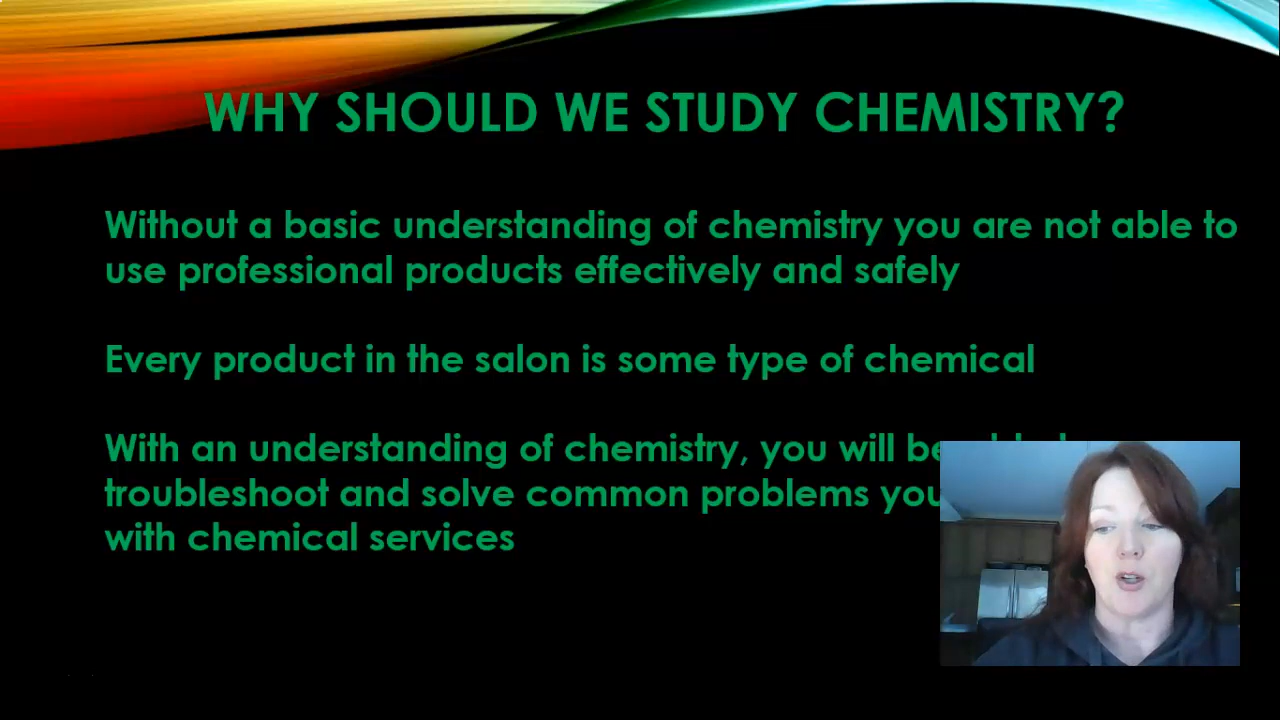 WHY SHOULD WE STUDY CHEMISTRY?
Without a basic understanding of chemistry you are not able to
use professional products effectively and safely
Every product in the salon is some type of chemical
With an understanding of chemistry, you will be
troubleshoot and solve common problems you
with chemical services